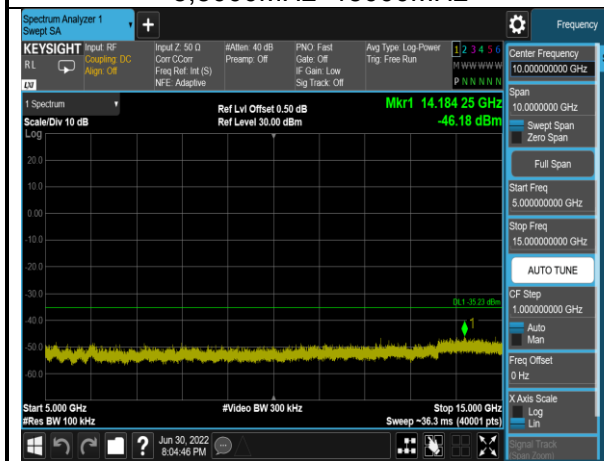 Spectrum Analyzer 1
Swept SA
Frequency
KEYSIGHT Input: RF
RL
Coupling: DC
Align: Off
Input Z: 50 Ω
Corr CCorr
Freq Ref: Int (S)
NFE: Adaptive
#Atten: 40 dB
Preamp: Off
PNO: Fast
Gate: Off
IF Gain: Low
Sig Track: Off
Avg Type: Log-Power
Trig: Free Run
1 2 3 4 5 6
M W W W W W
P N N N N N
1 Spectrum
Scale/Div 10 dB
Log
Ref Lvl Offset 0.50 dB
Ref Level 30.00 dBm
Mkr1 14.184 25 GHz
-46.18 dBm
20.0
10.0
0.00
-10.0
-20.0
-30.0
-40.0
-50.0
-60.0
DL1 -35.23 dBm
1
Start 5.000 GHz
#Res BW 100 kHz
#Video BW 300 kHz
Stop 15.000 GHz
Sweep ~36.3 ms (40001 pts)
Jun 30, 2022
8:04:46 PM
Center Frequency
10.000000000 GHz
Span
10.0000000 GHz
Swept Span
Zero Span
Full Span
Start Freq
5.000000000 GHz
Stop Freq
15.000000000 GHz
AUTO TUNE
CF Step
1.000000000 GHz
Auto
Man
Freq Offset
0 Hz
X Axis Scale
Log
Lin
Signal Track
(Span Zoom)